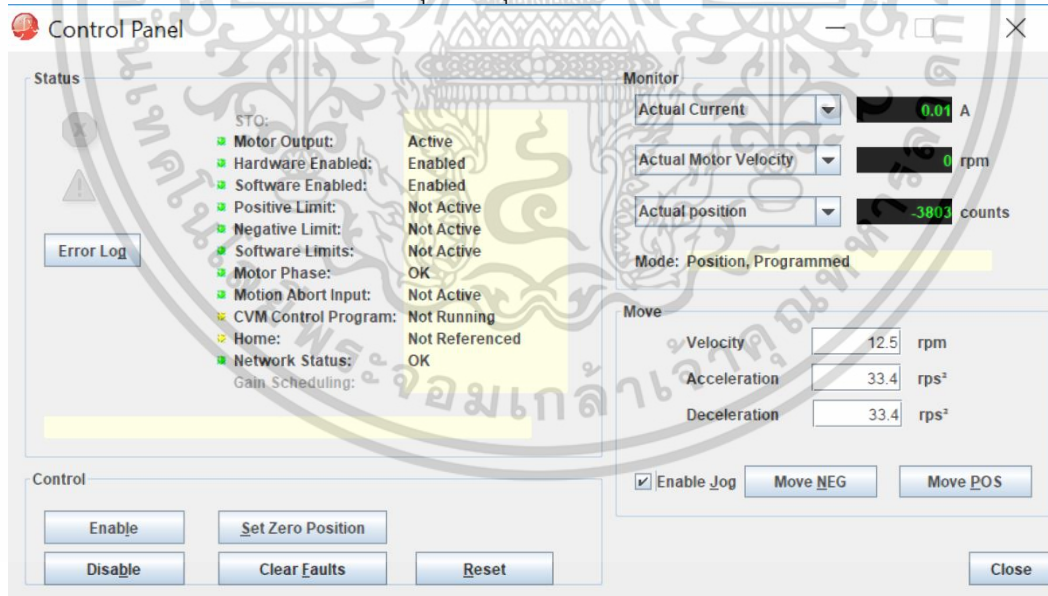 Control Panel
Status
STO:
Motor Output: Active
Hardware Enabled: Enabled
Software Enabled: Enabled
Positive Limit: Not Active
Negative Limit: Not Active
Software Limits: Not Active
Motor Phase: OK
Motion Abort Input: Not Active
CVM Control Program: Not Running
Home: Not Referenced
Network Status: OK
Gain Scheduling:
Error Log
Control
Enable
Set Zero Position
Disable
Clear Faults
Reset
Monitor
Actual Current 0.01 A
Actual Motor Velocity 0 rpm
Actual position -3803 counts
Mode: Position, Programmed
Move
Velocity 12.5 rpm
Acceleration 33.4 rps²
Deceleration 33.4 rps²
Enable Jog
Move NEG
Move POS
Close